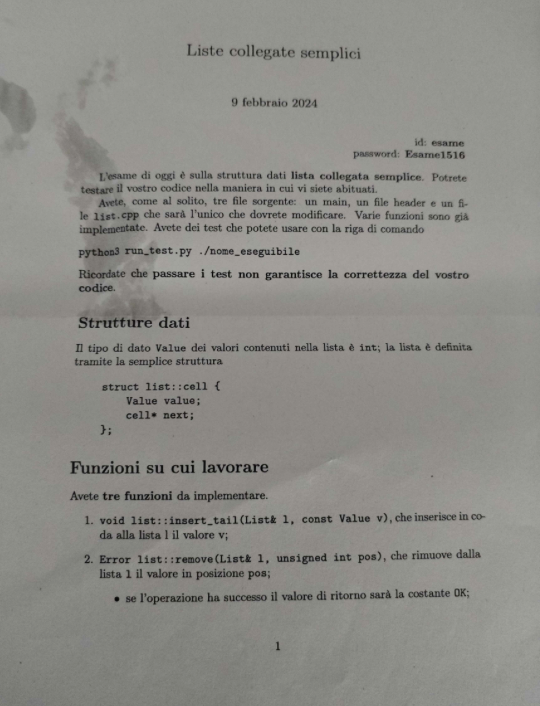 Liste collegate semplici
9 febbraio 2024
id: esame
password: Esame1516
L'esame di oggi è sulla struttura dati lista collegata semplice. Potrete
testare il vostro codice nella maniera in cui vi siete abituati.
Avete, come al solito, tre file sorgente: un main, un file header e un fi-
le list.cpp che sarà l'unico che dovrete modificare. Varie funzioni sono già
implementate. Avete dei test che potete usare con la riga di comando
python3 run_test.py ./nome_eseguibile
Ricordate che passare i test non garantisce la correttezza del vostro
codice.
Strutture dati
Il tipo di dato Value dei valori contenuti nella lista è int; la lista è definita
tramite la semplice struttura
struct list::cell {
Value value;
cell* next;
};
Funzioni su cui lavorare
Avete tre funzioni da implementare.
1. void list::insert_tail(List& l, const Value v), che inserisce in co-
da alla lista l il valore v;
2. Error list::remove(List& l, unsigned int pos), che rimuove dalla
lista l il valore in posizione pos;
• se l'operazione ha successo il valore di ritorno sarà la costante OK;
1